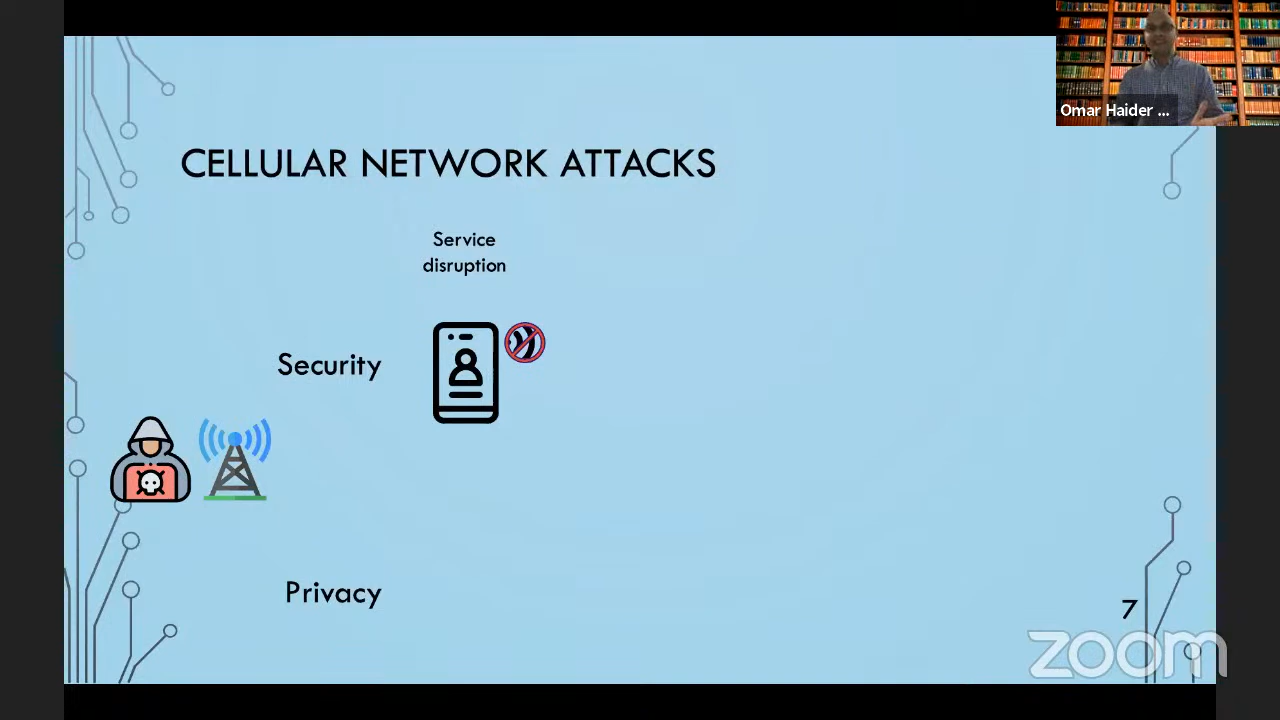 Omar Haider ...
CELLULAR NETWORK ATTACKS
Service
disruption
Security
Privacy
7
zoom